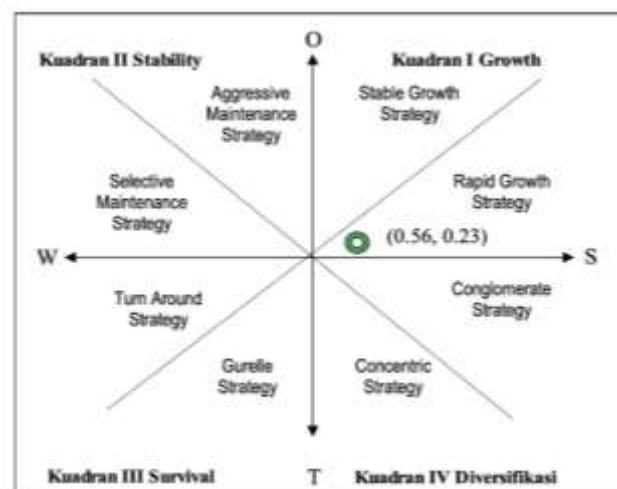 O
Kuadran II Stability
Kuadran I Growth
Aggressive
Maintenance
Strategy
Stable Growth
Strategy
Selective
Maintenance
Strategy
Rapid Growth
Strategy
(0.56, 0.23)
W
S
Turn Around
Strategy
Conglomerate
Strategy
Gurelle
Strategy
Concentric
Strategy
Kuadran III Survival
T
Kuadran IV Diversifikasi